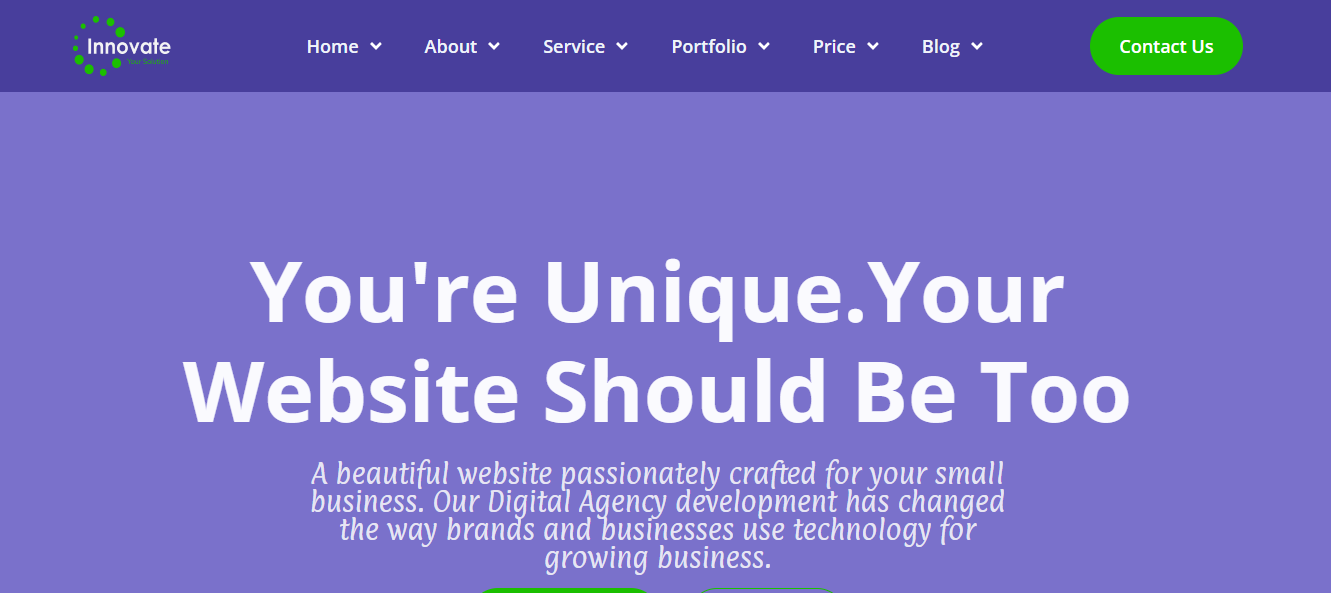 Innovate
Your Solution
Home About Service Portfolio Price Blog Contact Us
You're Unique.Your
Website Should Be Too
A beautiful website passionately crafted for your small
business. Our Digital Agency development has changed
the way brands and businesses use technology for
growing business.